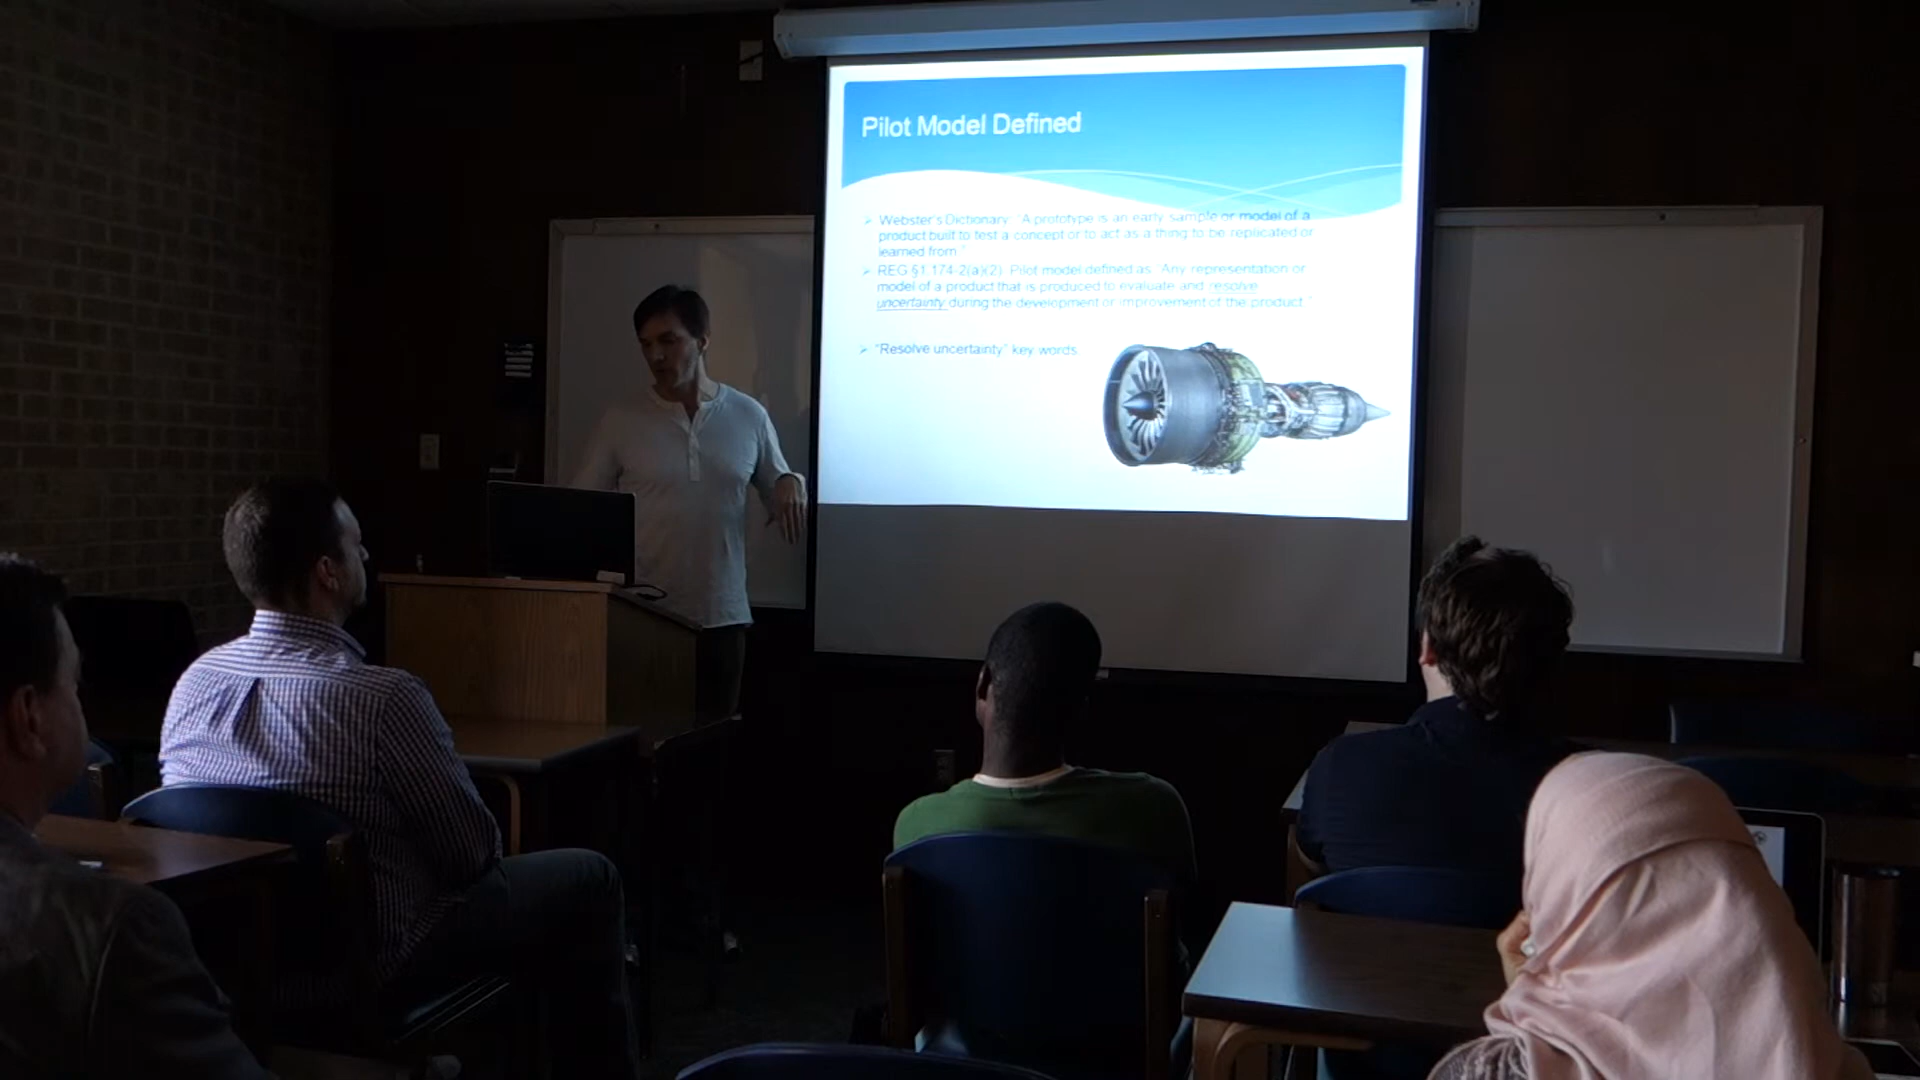 Pilot Model Defined
Webster's Dictionary: "A prototype is an early sample or model of a
product built to test a concept or to act as a thing to be replicated or
learned from."
REG §1.174-2(a)(2). Pilot model defined as "Any representation or
model of a product that is produced to evaluate and resolve
uncertainty during the development or improvement of the product."
"Resolve uncertainty" key words